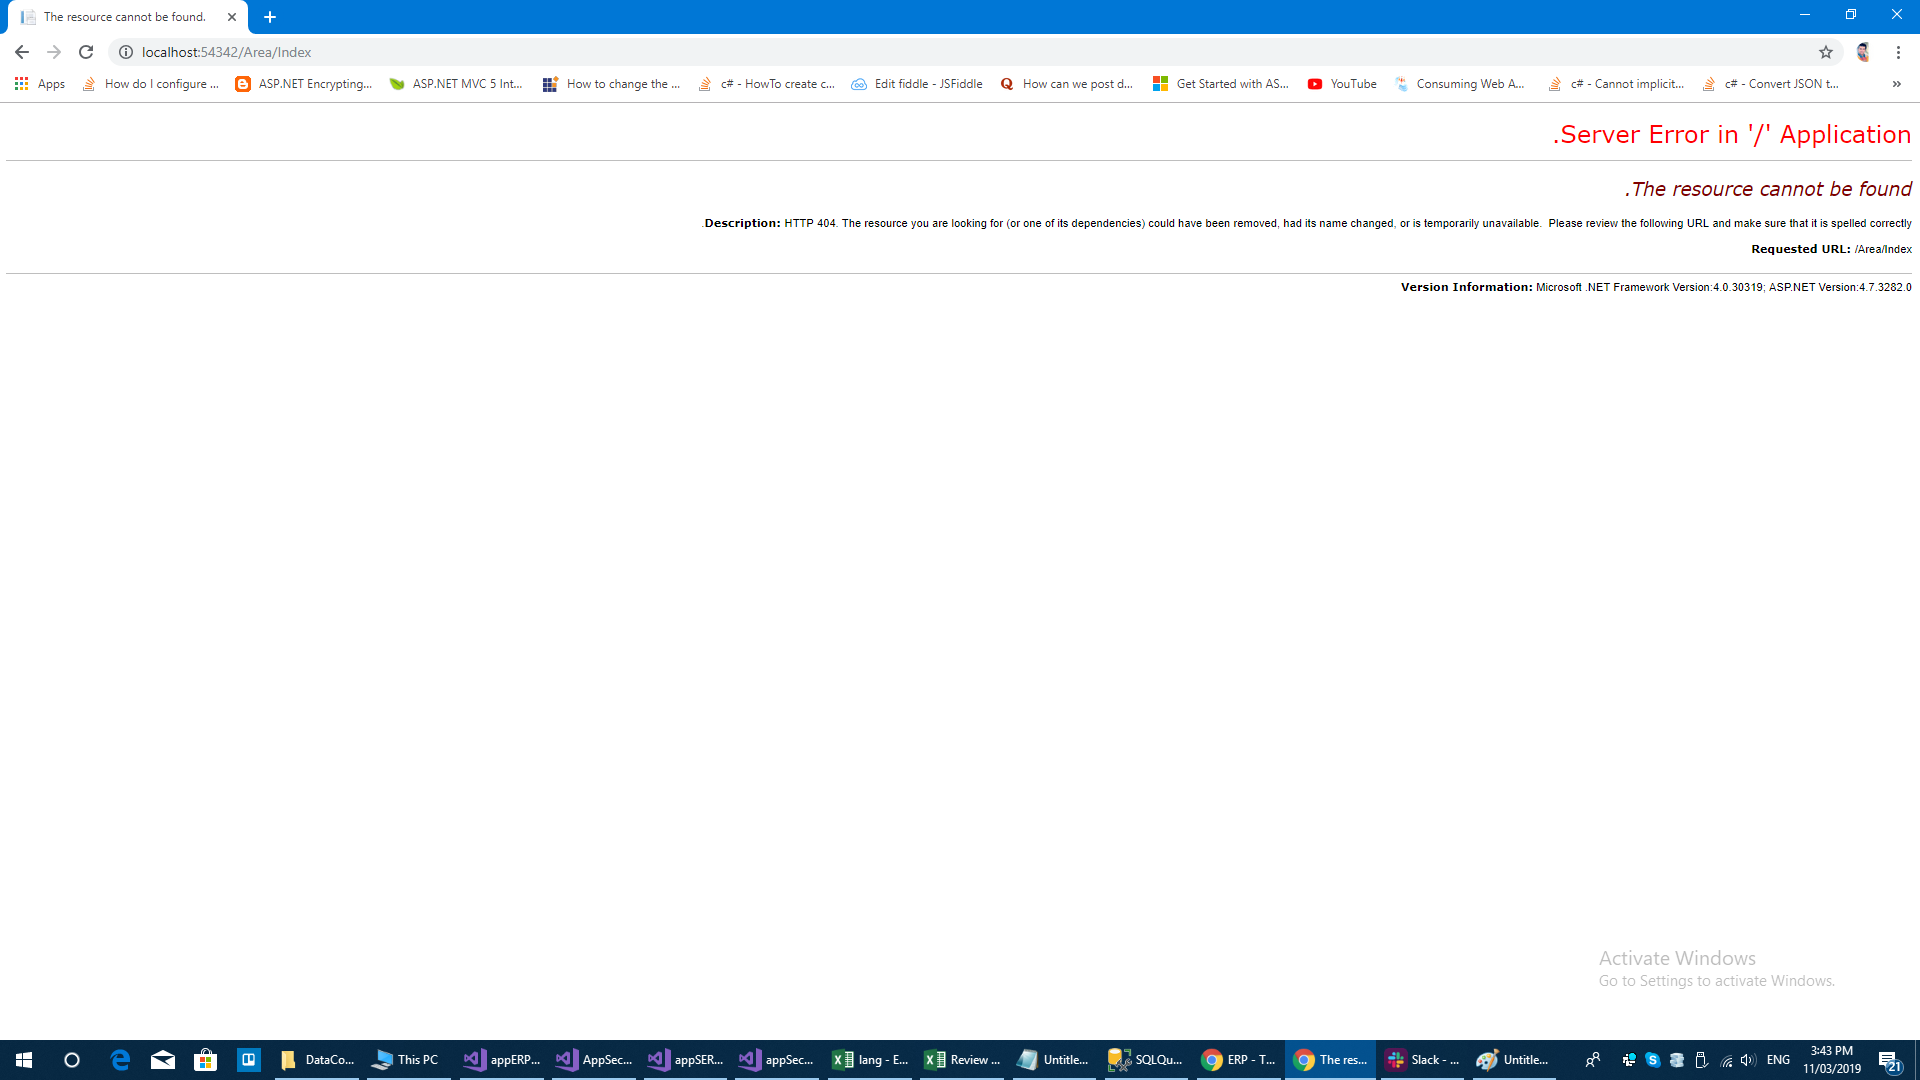 The resource cannot be found.
localhost:54342/Area/Index
Apps How do I configure ... ASP.NET Encrypting... ASP.NET MVC 5 Int... How to change the ... c# - HowTo create c... Edit fiddle - JSFiddle How can we post d... Get Started with AS... YouTube Consuming Web A... c# - Cannot implicit... c# - Convert JSON t... »
.Server Error in '/' Application
.The resource cannot be found
.Description: HTTP 404. The resource you are looking for (or one of its dependencies) could have been removed, had its name changed, or is temporarily unavailable.  Please review the following URL and make sure that it is spelled correctly
Requested URL: /Area/Index
Version Information: Microsoft .NET Framework Version:4.0.30319; ASP.NET Version:4.7.3282.0
Activate Windows
Go to Settings to activate Windows.
DataCo... This PC appERP... AppSec... appSER... appSec... lang - E... Review ... Untitle... SQLQu... ERP - T... The res... Slack - ... Untitle... ENG 3:43 PM 21
11/03/2019